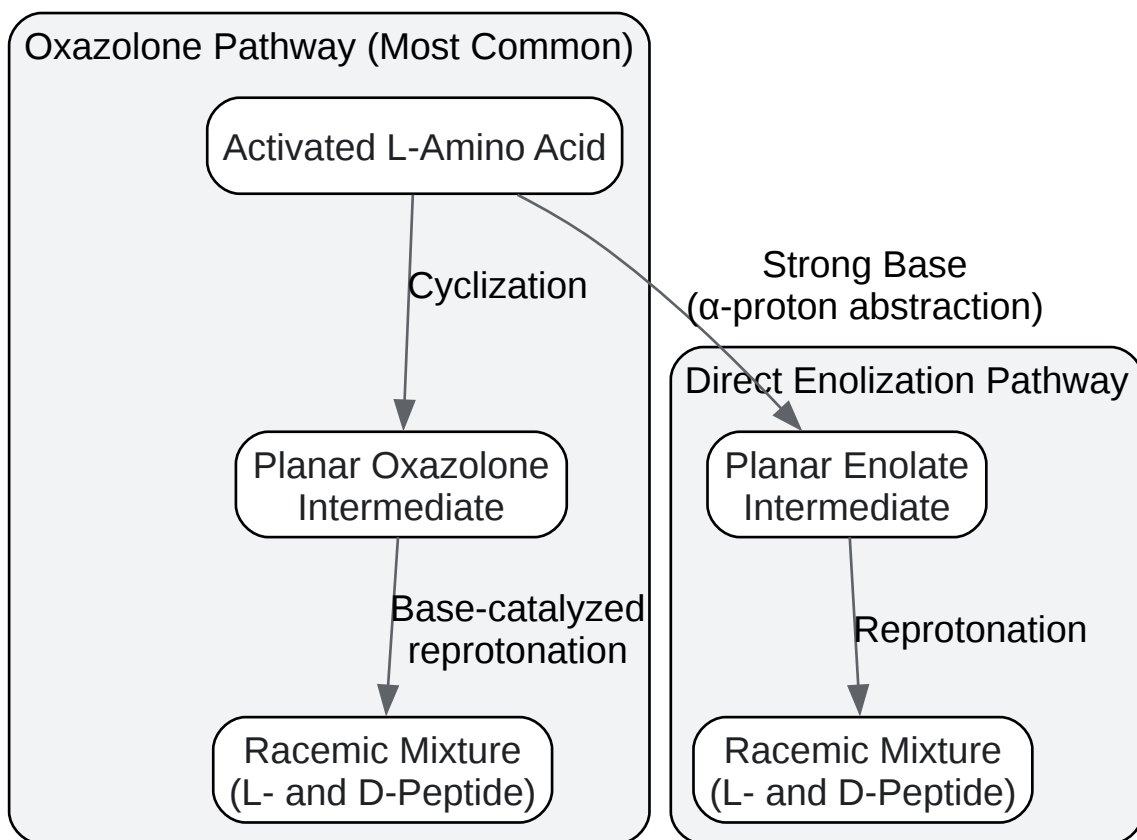 Oxazolone Pathway (Most Common)
Activated L-Amino Acid
Cyclization
Strong Base
(α-proton abstraction)
Direct Enolization Pathway
Planar Oxazolone
Intermediate
Planar Enolate
Intermediate
Base-catalyzed
reprotonation
Reprotonation
Racemic Mixture
(L- and D-Peptide)
Racemic Mixture
(L- and D-Peptide)